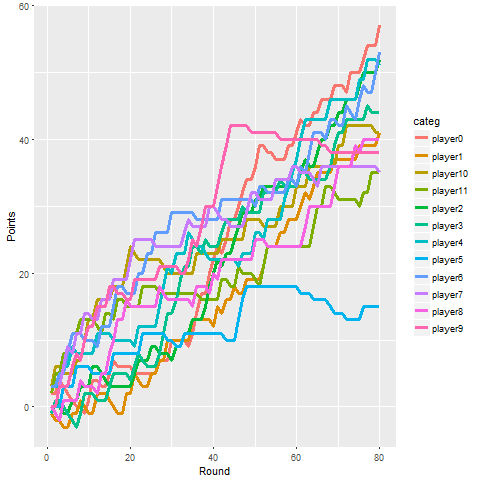 60
40
20
0
Points
0
20
40
60
80
Round
categ
player0
player1
player10
player11
player2
player3
player4
player5
player6
player7
player8
player9